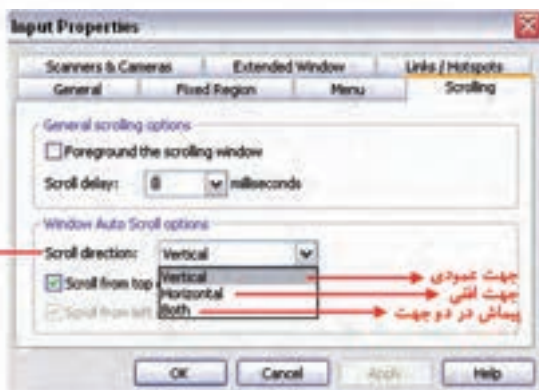 Input Properties
Scanners & Cameras Extended Window Links / Hotspots
General Fixed Region Menu Scrolling
General scrolling options
Foreground the scrolling window
Scroll delay: 0 milliseconds
Window Auto Scroll options
Scroll direction: Vertical
Vertical جهت عمودی
Scroll from top
Horizontal جهت افقی
Both پیمایش در دو جهت
Scroll from left
OK Cancel Apply Help